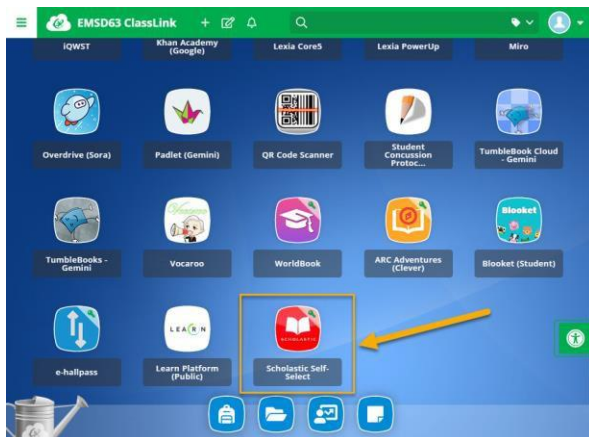 EMSD63 ClassLink
iQWST
Khan Academy
(Google)
Lexia Core5
Lexia PowerUp
Miro
Overdrive (Sora)
Padlet (Gemini)
QR Code Scanner
Student
Concussion
Protoc...
TumbleBook Cloud
- Gemini
Vocaroo
Blooket
TumbleBooks -
Gemini
Vocaroo
WorldBook
ARC Adventures
(Clever)
Blooket (Student)
LEARN
SCHOLASTIC
e-hallpass
Learn Platform
(Public)
Scholastic Self-
Select